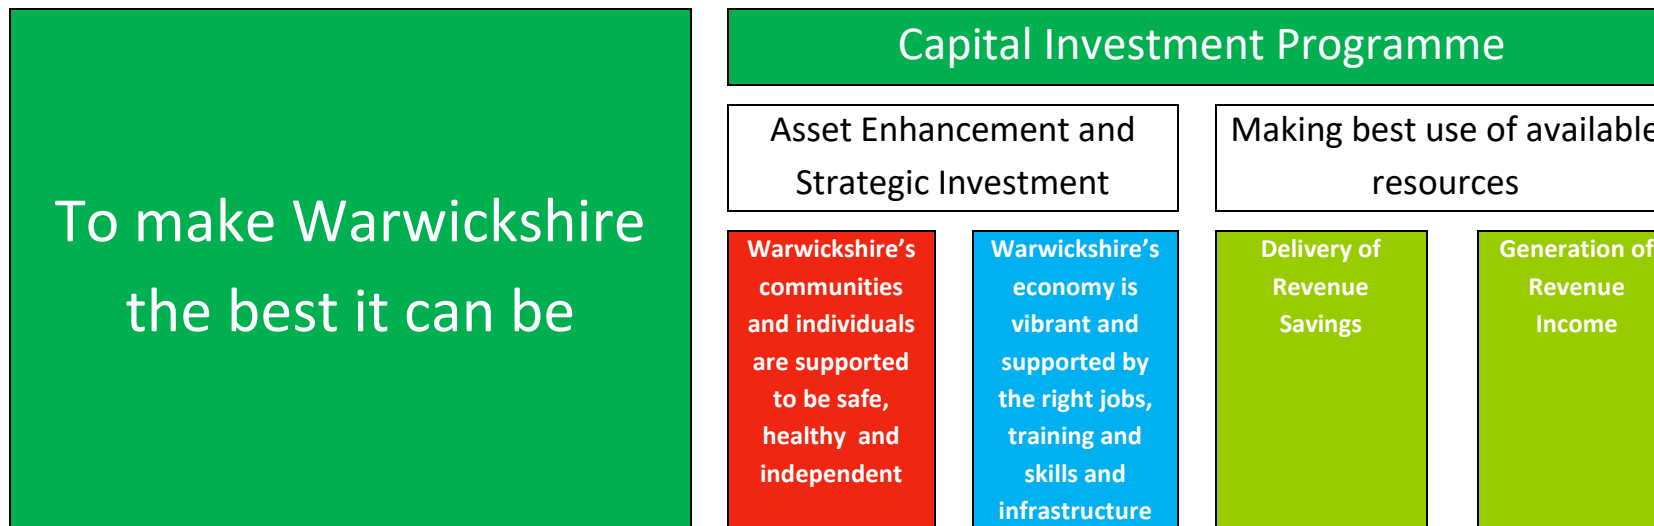 To make Warwickshire
the best it can be
Capital Investment Programme
Asset Enhancement and
Strategic Investment
Making best use of available
resources
Warwickshire’s
communities
and individuals
are supported
to be safe,
healthy and
independent
Warwickshire’s
economy is
vibrant and
supported by
the right jobs,
training and
skills and
infrastructure
Delivery of
Revenue
Savings
Generation of
Revenue
Income